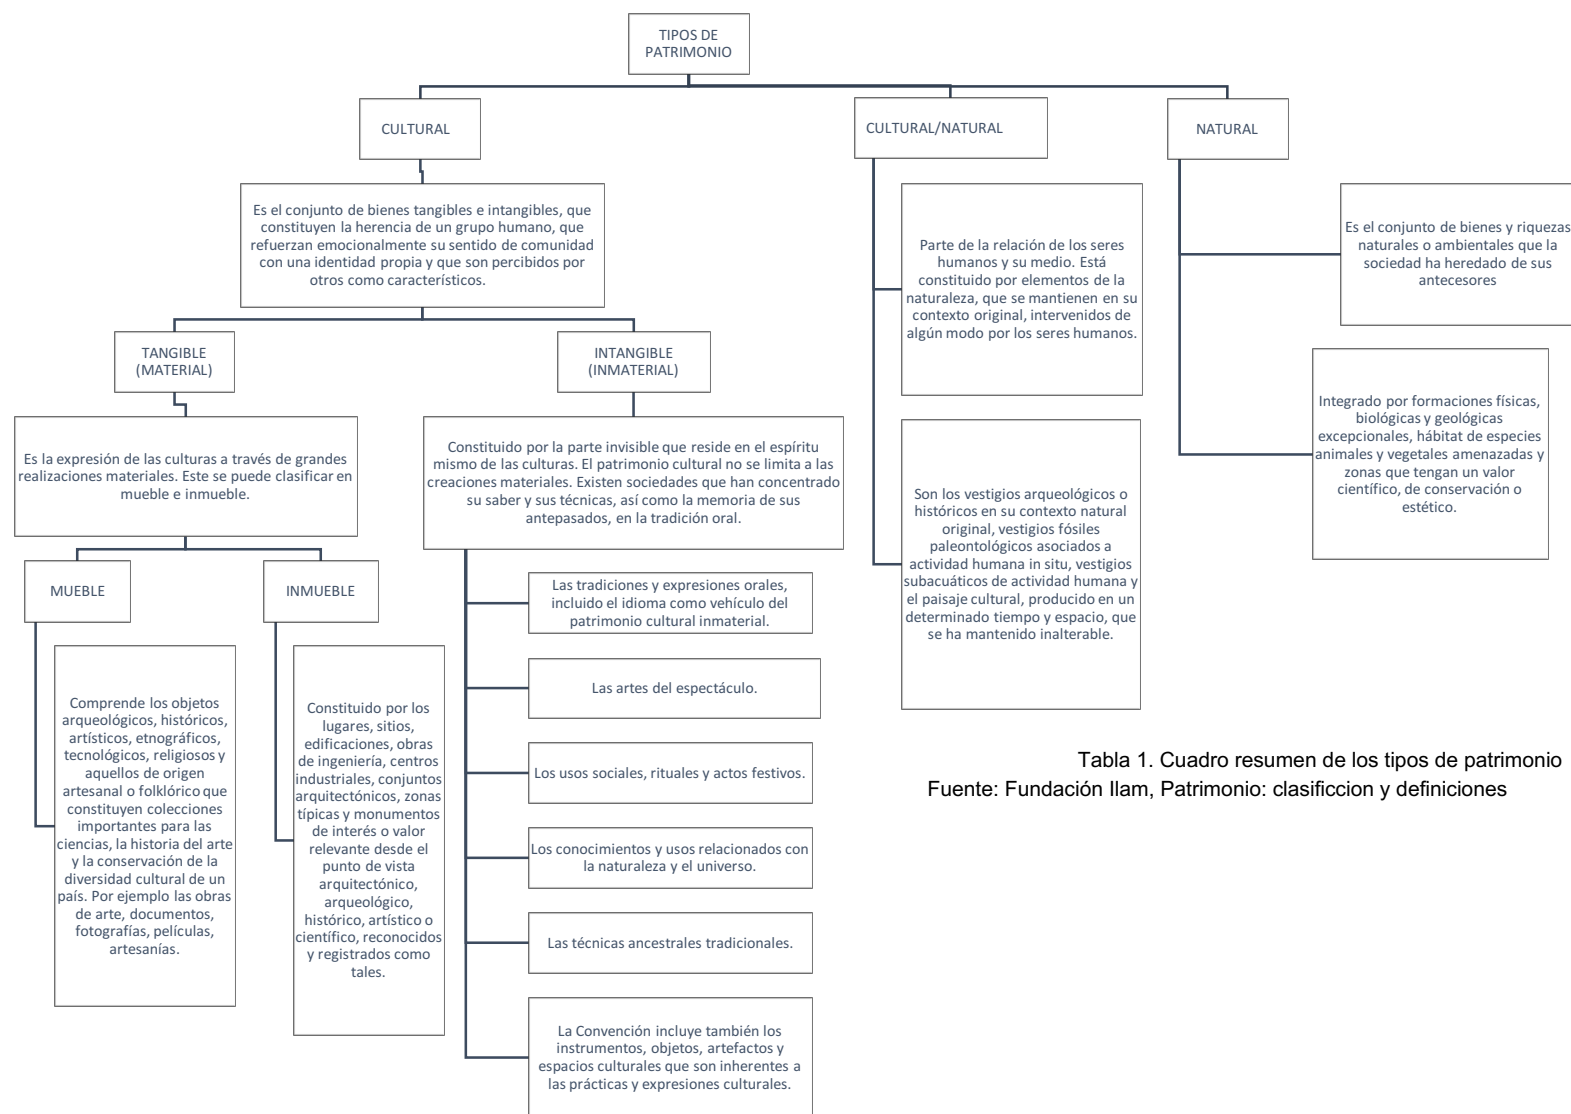 TIPOS DE
PATRIMONIO
CULTURAL
Es el conjunto de bienes tangibles e intangibles, que
constituyen la herencia de un grupo humano, que
refuerzan emocionalmente su sentido de comunidad
con una identidad propia y que son percibidos por
otros como característicos.
TANGIBLE
(MATERIAL)
Es la expresión de las culturas a través de grandes
realizaciones materiales. Este se puede clasificar en
mueble e inmueble.
MUEBLE
Comprende los objetos
arqueológicos, históricos,
artísticos, etnográficos,
tecnológicos, religiosos y
aquellos de origen
artesanal o folklórico que
constituyen colecciones
importantes para las
ciencias, la historia del arte
y la conservación de la
diversidad cultural de un
país. Por ejemplo las obras
de arte, documentos,
fotografías, películas,
artesanías.
INMUEBLE
Constituido por los
lugares, sitios,
edificaciones, obras
de ingeniería, centros
industriales, conjuntos
arquitectónicos, zonas
típicas y monumentos
de interés o valor
relevante desde el
punto de vista
arquitectónico,
arqueológico,
histórico, artístico o
científico, reconocidos
y registrados como
tales.
INTANGIBLE
(INMATERIAL)
Constituido por la parte invisible que reside en el espíritu
mismo de las culturas. El patrimonio cultural no se limita a las
creaciones materiales. Existen sociedades que han concentrado
su saber y sus técnicas, así como la memoria de sus
antepasados, en la tradición oral.
Las tradiciones y expresiones orales,
incluido el idioma como vehículo del
patrimonio cultural inmaterial.
Las artes del espectáculo.
Los usos sociales, rituales y actos festivos.
Los conocimientos y usos relacionados con
la naturaleza y el universo.
Las técnicas ancestrales tradicionales.
La Convención incluye también los
instrumentos, objetos, artefactos y
espacios culturales que son inherentes a
las prácticas y expresiones culturales.
CULTURAL/NATURAL
Parte de la relación de los seres
humanos y su medio. Está
constituido por elementos de la
naturaleza, que se mantienen en su
contexto original, intervenidos de
algún modo por los seres humanos.
Son los vestigios arqueológicos o
históricos en su contexto natural
original, vestigios fósiles
paleontológicos asociados a
actividad humana in situ, vestigios
subacuáticos de actividad humana y
el paisaje cultural, producido en un
determinado tiempo y espacio, que
se ha mantenido inalterable.
NATURAL
Es el conjunto de bienes y riquezas
naturales o ambientales que la
sociedad ha heredado de sus
antecesores
Integrado por formaciones físicas,
biológicas y geológicas
excepcionales, hábitat de especies
animales y vegetales amenazadas y
zonas que tengan un valor
científico, de conservación o
estético.
Tabla 1. Cuadro resumen de los tipos de patrimonio
Fuente: Fundación Ilam, Patrimonio: clasificcion y definiciones